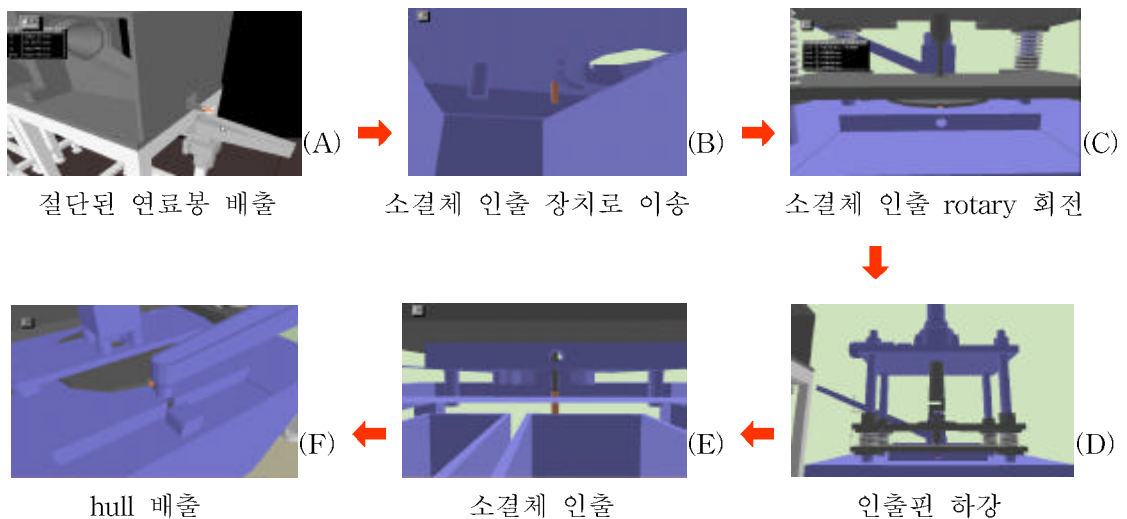 (A)
(B)
(C)
절단된 연료봉 배출
소결체 인출 장치로 이송
소결체 인출 rotary 회전
(D)
(E)
(F)
인출핀 하강
소결체 인출
hull 배출